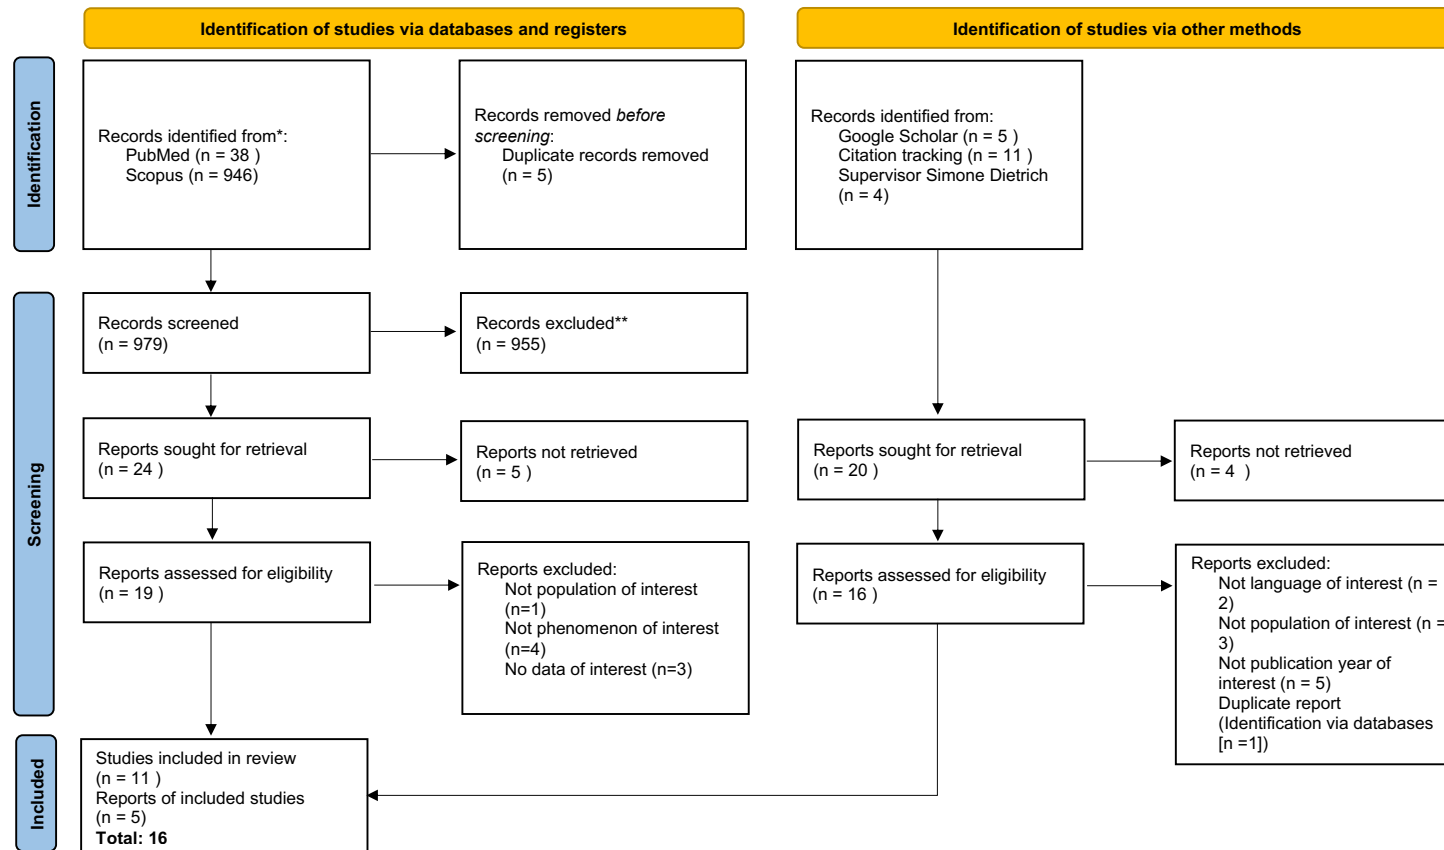 Identification of studies via databases and registers
Identification of studies via other methods
Identification
Records identified from*:
PubMed (n = 38 )
Scopus (n = 946)
Records removed before
screening:
Duplicate records removed
(n = 5)
Records identified from:
Google Scholar (n = 5 )
Citation tracking (n = 11 )
Supervisor Simone Dietrich
(n = 4)
Screening
Records screened
(n = 979)
Records excluded**
(n = 955)
Reports sought for retrieval
(n = 24 )
Reports not retrieved
(n = 5 )
Reports sought for retrieval
(n = 20 )
Reports not retrieved
(n = 4 )
Reports assessed for eligibility
(n = 19 )
Reports excluded:
Not population of interest
(n=1)
Not phenomenon of interest
(n=4)
No data of interest (n=3)
Reports assessed for eligibility
(n = 16 )
Reports excluded:
Not language of interest (n =
2)
Not population of interest (n =
3)
Not publication year of
interest (n = 5)
Duplicate report
(Identification via databases
[n =1])
Included
Studies included in review
(n = 11 )
Reports of included studies
(n = 5)
Total: 16